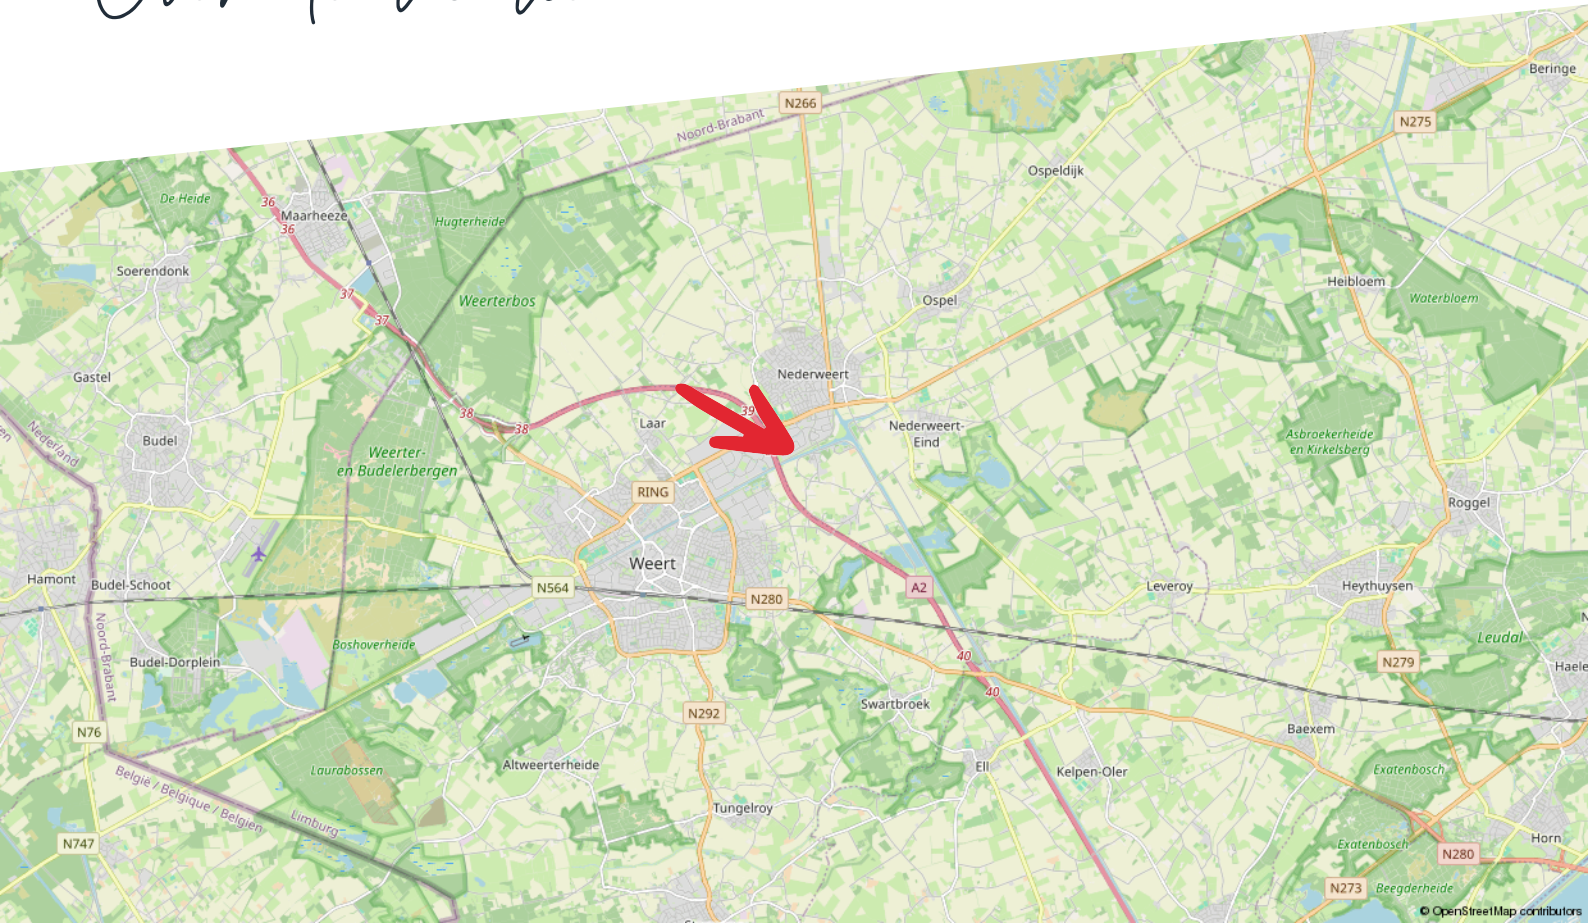 N266
Beringe
N275
Noord-Brabant
Ospeldijk
De Heide
36
Maarheeze
36
Hugterheide
Soerendonk
Heibloem
37
Weerterbos
Ospel
Waterbloem
37
Gastel
Nederweert
39
38
38
Laar
Nederweert-
Eind
Nederland
Budel
Asbroekerheide
en Kirkelsberg
Weerter-
en Budelerbergen
RING
Roggel
Weert
Hamont
Budel-Schoot
N564
A2
Leveroy
Heythuysen
N280
Noord-Brabant
Boshoverheide
Leudal
40
Budel-Dorplein
N279
Haele
40
Swartbroek
N292
N76
Baexem
Altweerterheide
Ell
Kelpen-Oler
Laurabossen
Exatenbosch
België / Belgique / Belgien
Limburg
Tungelroy
Horn
N747
Exatenbosch
N280
N273
Beegderheide
© OpenStreetMap contributors